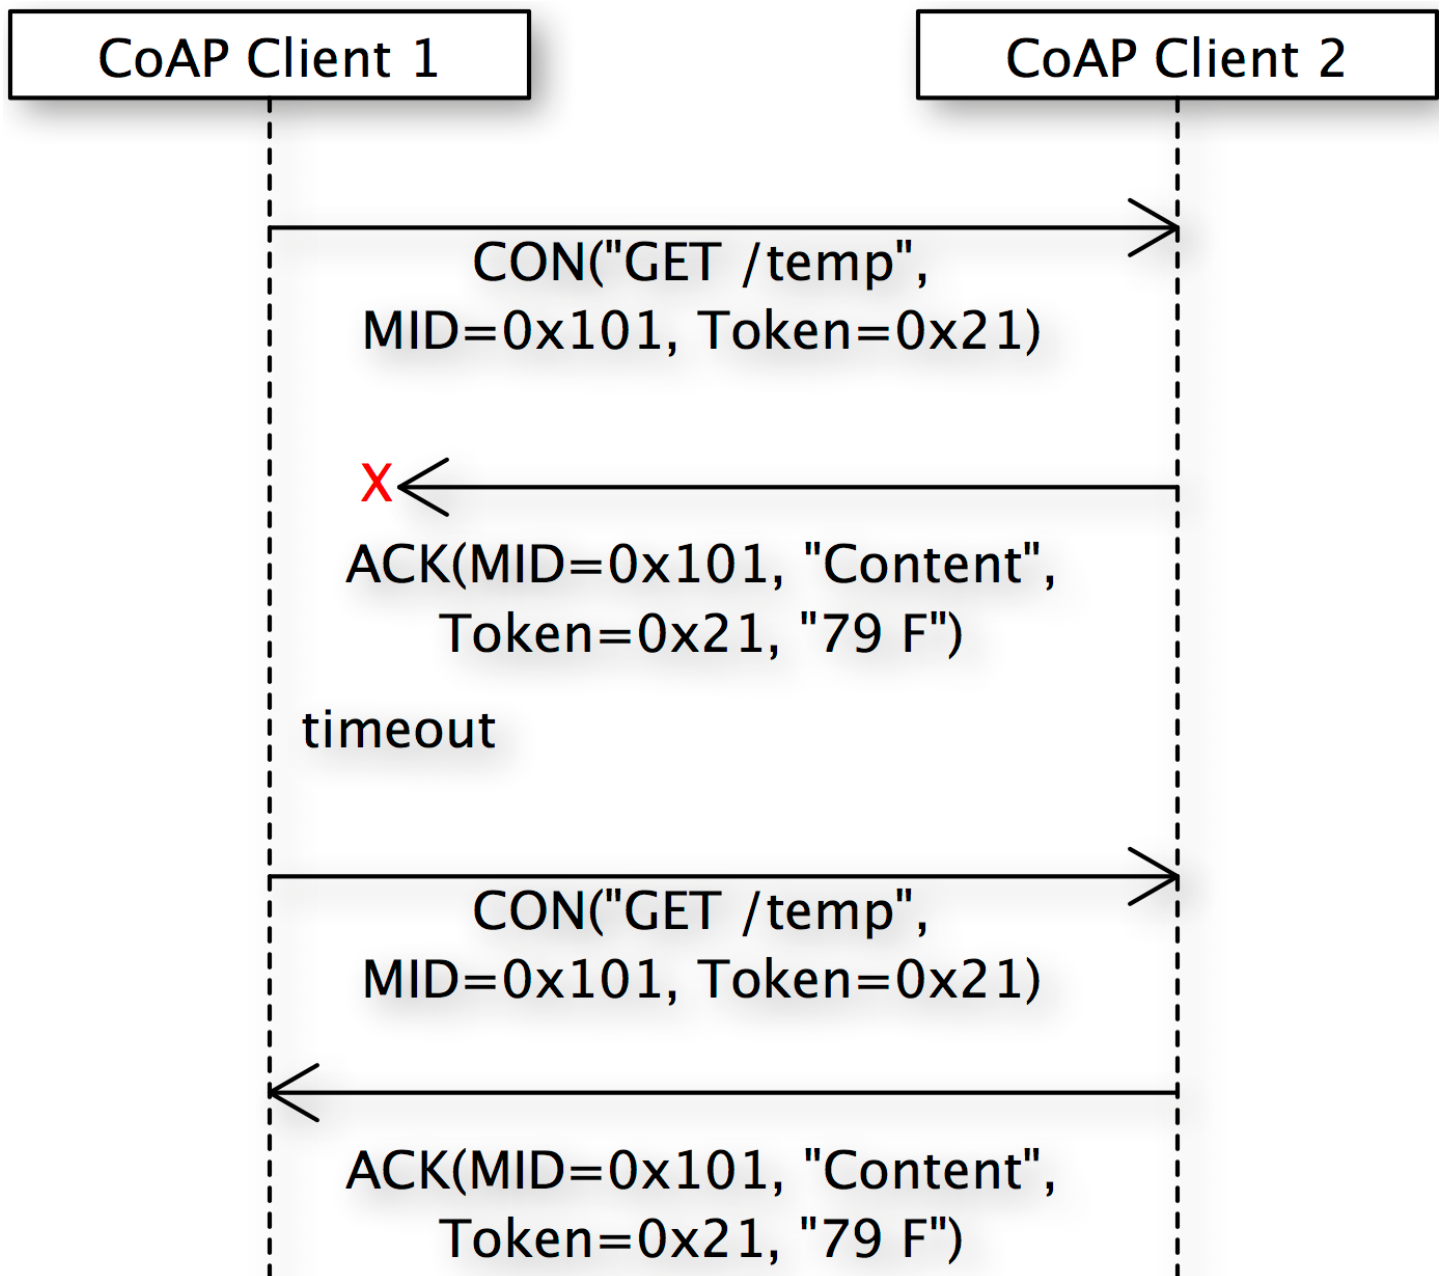 CoAP Client 1
CoAP Client 2
CON("GET /temp",
MID=0x101, Token=0x21)
X
ACK(MID=0x101, "Content",
Token=0x21, "79 F")
timeout
CON("GET /temp",
MID=0x101, Token=0x21)
ACK(MID=0x101, "Content",
Token=0x21, "79 F")